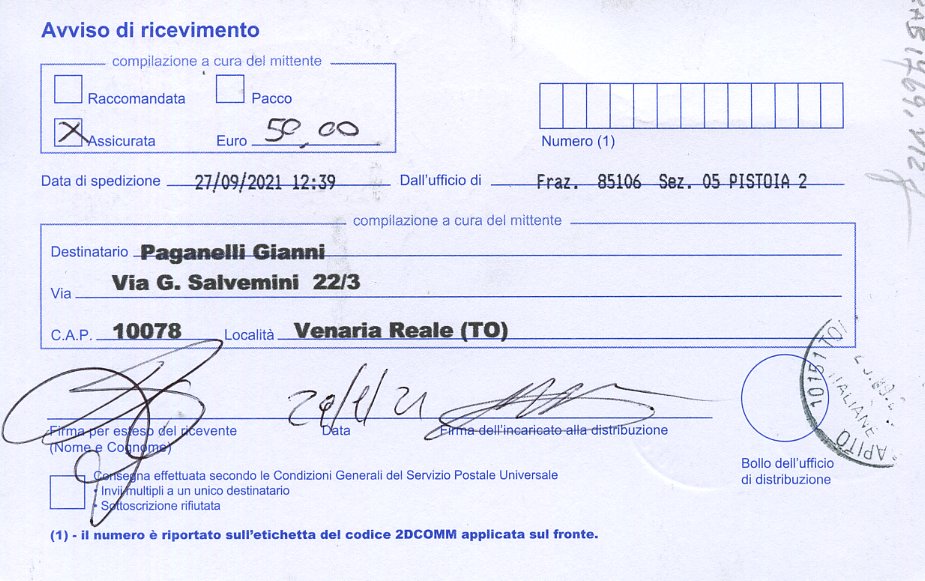 Avviso di ricevimento
compilazione a cura del mittente
Raccomandata Pacco
X Assicurata Euro 50,00
Numero (1)
Data di spedizione 27/09/2021 12:39 Dall'ufficio di Fraz. 85106 Sez. 05 PISTOIA 2
compilazione a cura del mittente
Destinatario Paganelli Gianni
Via Via G. Salvemini 22/3
C.A.P. 10078 Località Venaria Reale (TO)
Firma per esteso del ricevente Data Firma dell'incaricato alla distribuzione
(Nome e Cognome)
Bollo dell'ufficio
di distribuzione
Consegna effettuata secondo le Condizioni Generali del Servizio Postale Universale
• Invii multipli a un unico destinatario
• Sottoscrizione rifiutata
(1) - il numero è riportato sull'etichetta del codice 2DCOMM applicata sul fronte.
10151 TO